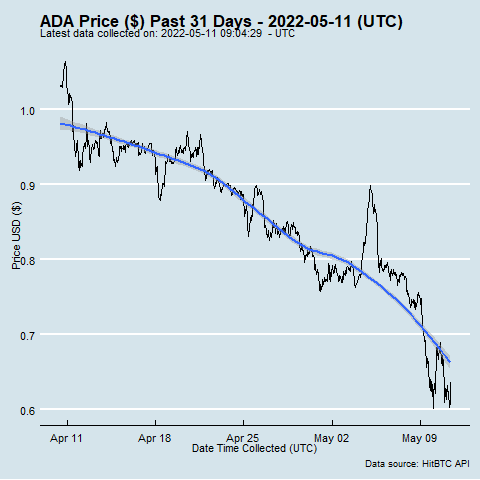 ADA Price ($) Past 31 Days - 2022-05-11 (UTC)
Latest data collected on: 2022-05-11 09:04:29  - UTC
Price USD ($)
1.0
0.9
0.8
0.7
0.6
Apr 11
Apr 18
Apr 25
May 02
May 09
Date Time Collected (UTC)
Data source: HitBTC API